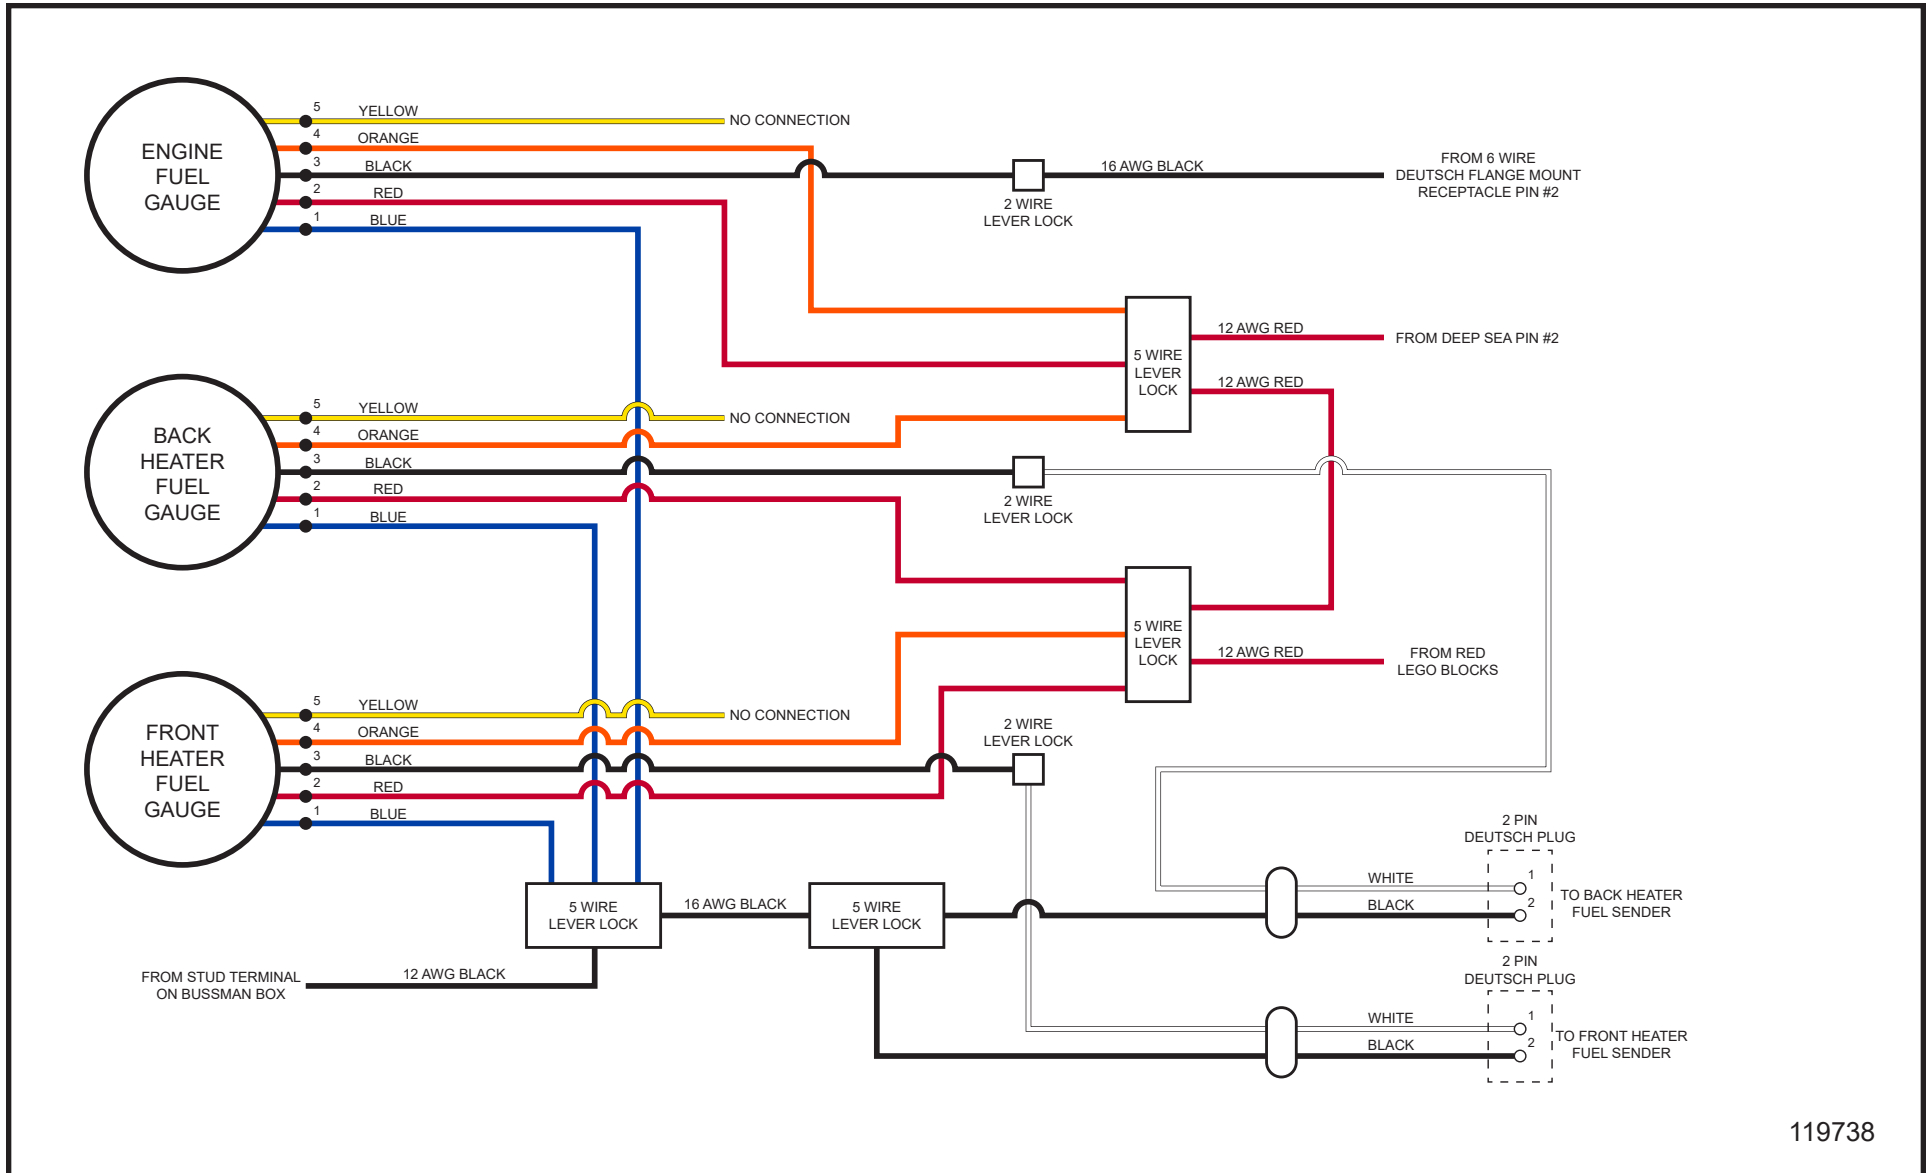 ENGINE
FUEL
GAUGE
5
YELLOW
NO CONNECTION
4
ORANGE
3
BLACK
2
RED
1
BLUE
2 WIRE
LEVER LOCK
16 AWG BLACK
FROM 6 WIRE
DEUTSCH FLANGE MOUNT
RECEPTACLE PIN #2
5 WIRE
LEVER
LOCK
12 AWG RED
FROM DEEP SEA PIN #2
12 AWG RED
BACK
HEATER
FUEL
GAUGE
5
YELLOW
NO CONNECTION
4
ORANGE
3
BLACK
2
RED
1
BLUE
2 WIRE
LEVER LOCK
5 WIRE
LEVER
LOCK
12 AWG RED
FROM RED
LEGO BLOCKS
FRONT
HEATER
FUEL
GAUGE
5
YELLOW
NO CONNECTION
4
ORANGE
3
BLACK
2
RED
1
BLUE
2 WIRE
LEVER LOCK
5 WIRE
LEVER LOCK
16 AWG BLACK
5 WIRE
LEVER LOCK
FROM STUD TERMINAL
ON BUSSMAN BOX
12 AWG BLACK
2 PIN
DEUTSCH PLUG
WHITE
1
BLACK
2
TO BACK HEATER
FUEL SENDER
2 PIN
DEUTSCH PLUG
WHITE
1
BLACK
2
TO FRONT HEATER
FUEL SENDER
119738